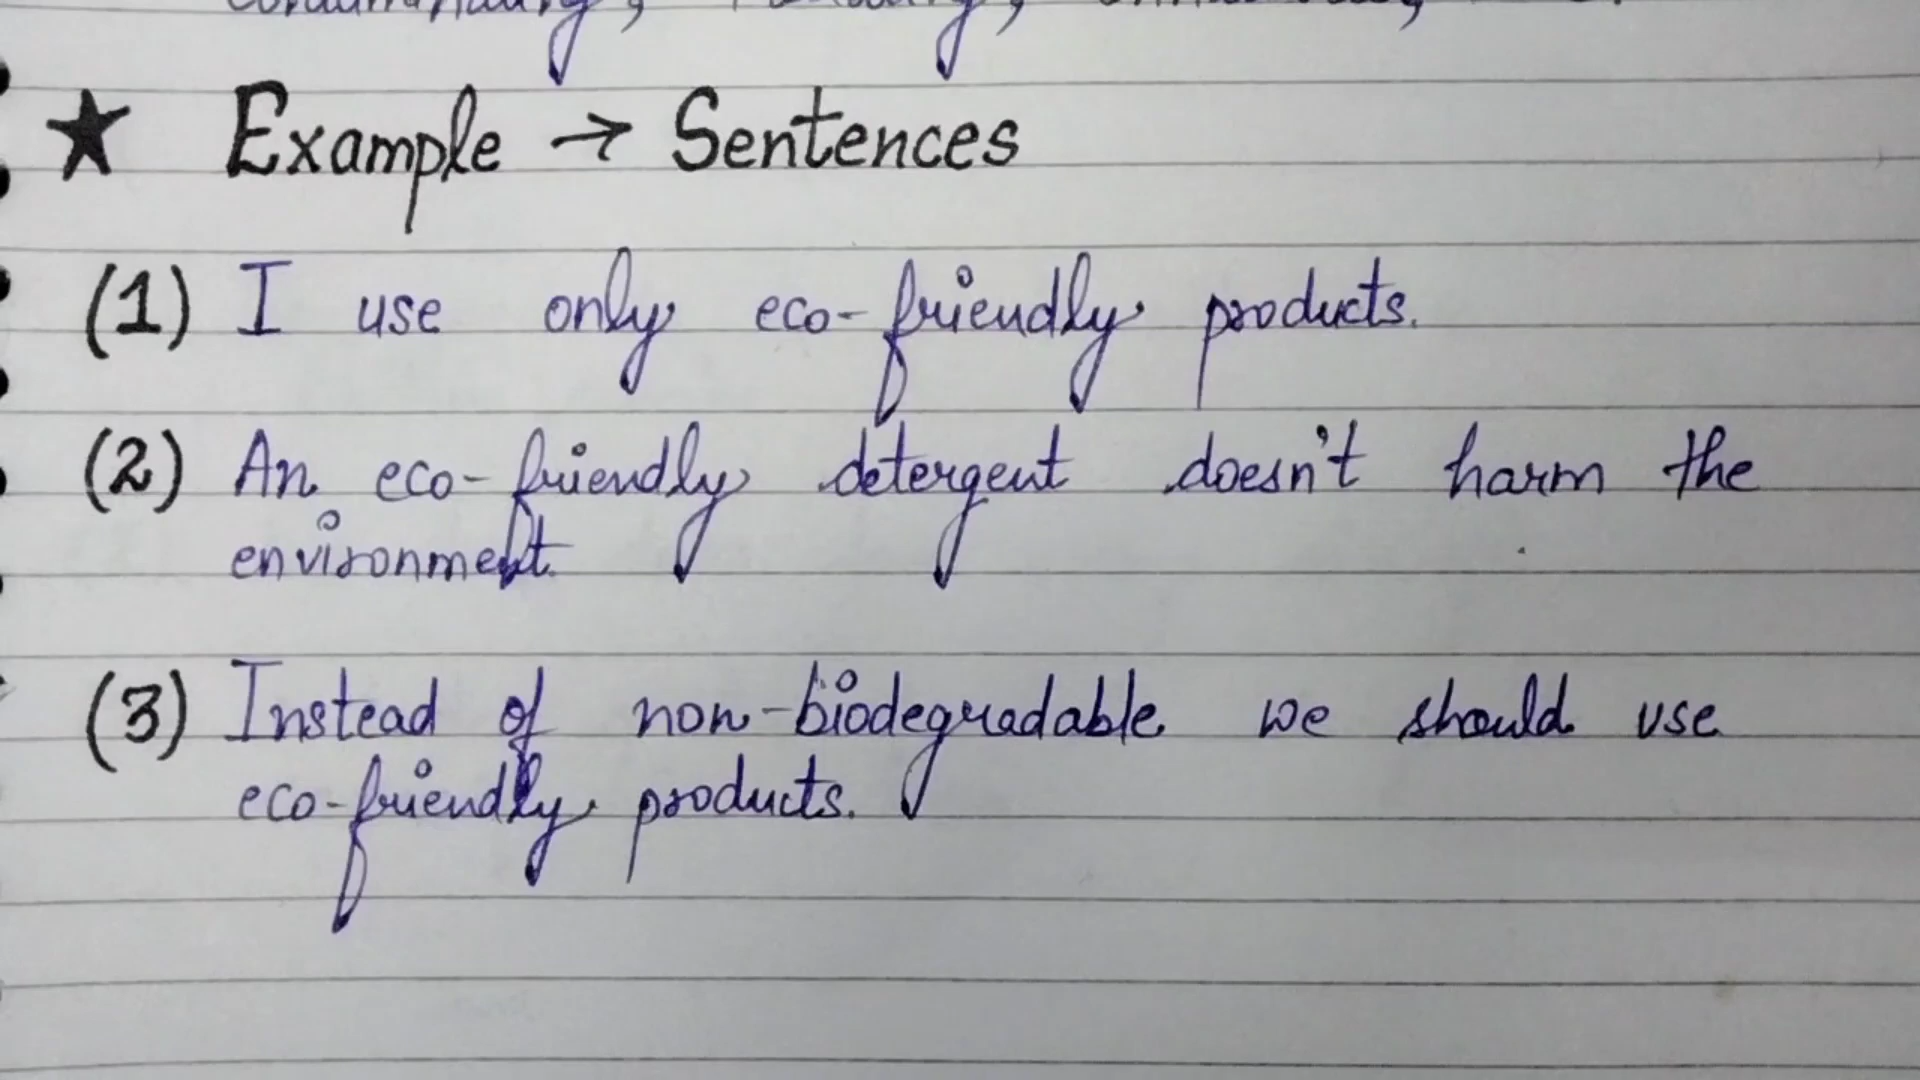 ★ Example → Sentences
(1) I use only eco-friendly products.
(2) An eco-friendly detergent doesn't harm the
environment.
(3) Instead of non-biodegradable we should use
eco-friendly products.